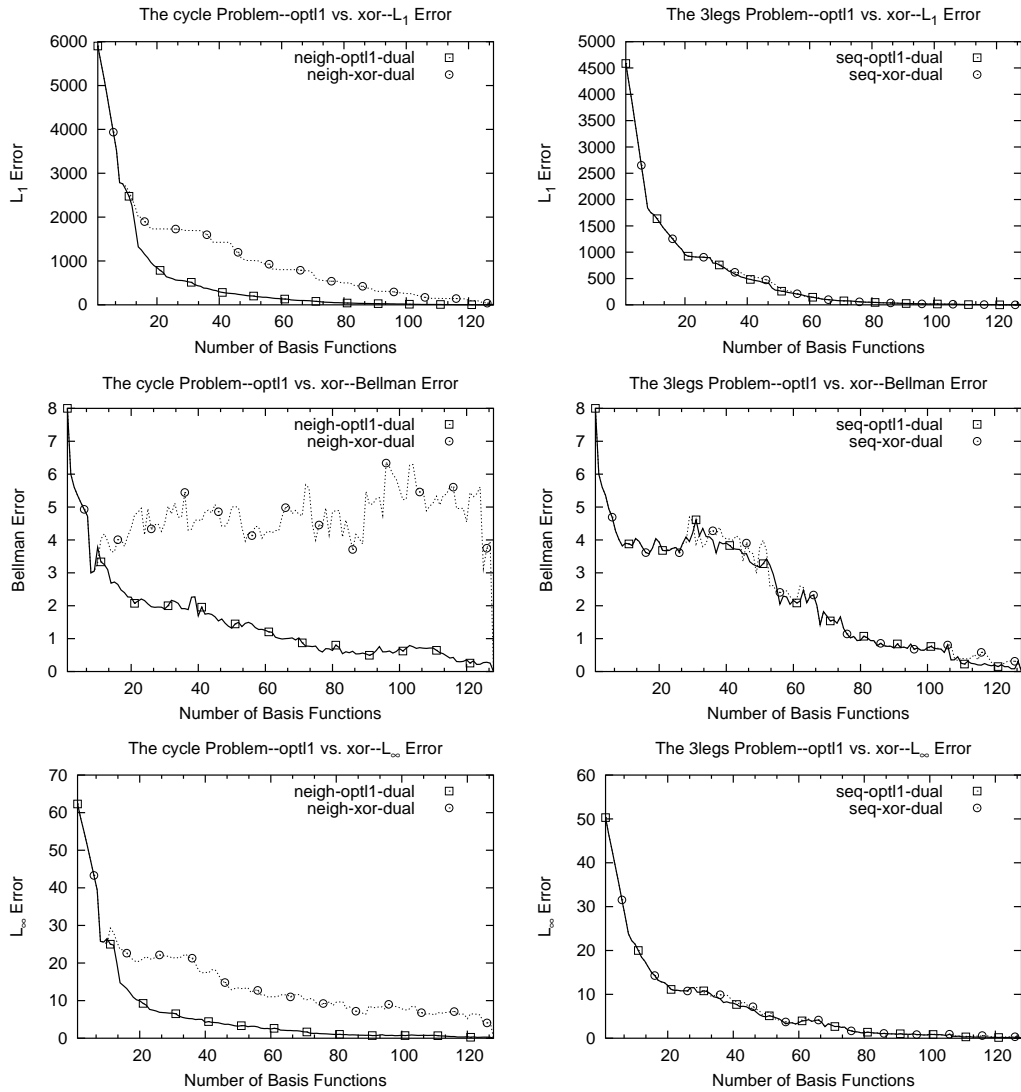 The cycle Problem--optl1 vs. xor--L1 Error
6000
5000
4000
3000
2000
1000
0
L1 Error
neigh-optl1-dual
neigh-xor-dual
20 40 60 80 100 120
Number of Basis Functions
The 3legs Problem--optl1 vs. xor--L1 Error
5000
4500
4000
3500
3000
2500
2000
1500
1000
500
0
L1 Error
seq-optl1-dual
seq-xor-dual
20 40 60 80 100 120
Number of Basis Functions
The cycle Problem--optl1 vs. xor--Bellman Error
8
7
6
5
4
3
2
1
0
Bellman Error
neigh-optl1-dual
neigh-xor-dual
20 40 60 80 100 120
Number of Basis Functions
The 3legs Problem--optl1 vs. xor--Bellman Error
8
7
6
5
4
3
2
1
0
Bellman Error
seq-optl1-dual
seq-xor-dual
20 40 60 80 100 120
Number of Basis Functions
The cycle Problem--optl1 vs. xor--L∞ Error
70
60
50
40
30
20
10
0
L∞ Error
neigh-optl1-dual
neigh-xor-dual
20 40 60 80 100 120
Number of Basis Functions
The 3legs Problem--optl1 vs. xor--L∞ Error
60
50
40
30
20
10
0
L∞ Error
seq-optl1-dual
seq-xor-dual
20 40 60 80 100 120
Number of Basis Functions